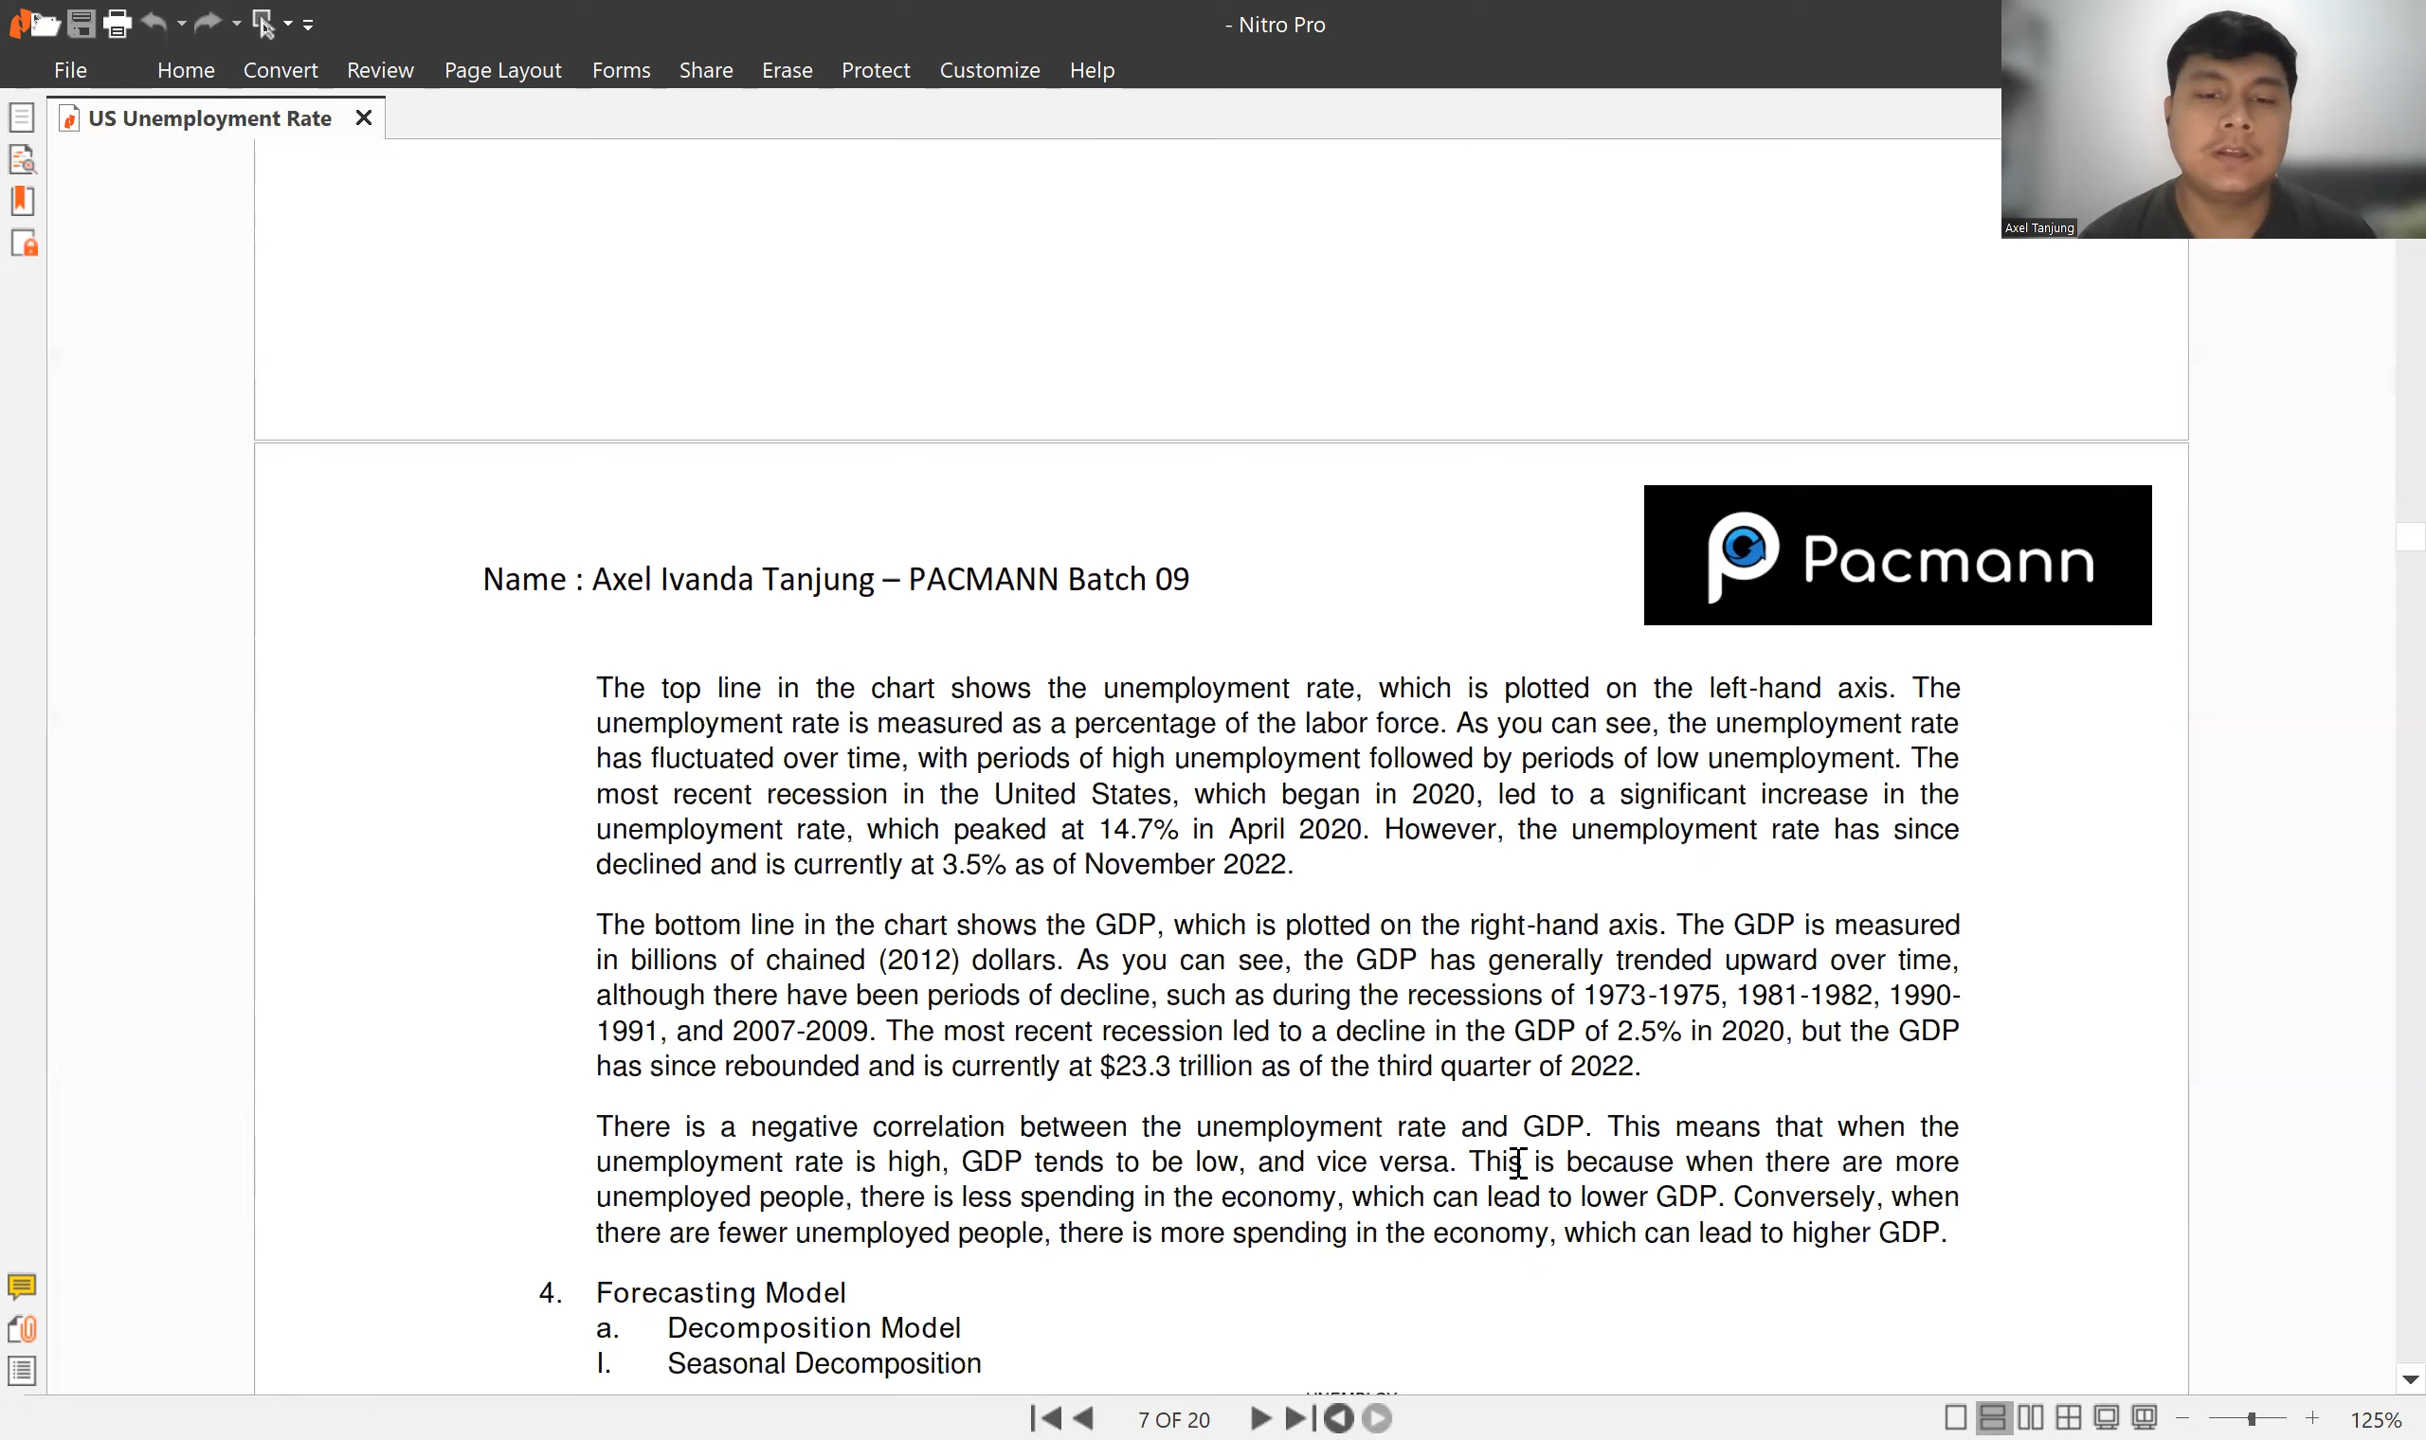 - Nitro Pro
File Home Convert Review Page Layout Forms Share Erase Protect Customize Help
US Unemployment Rate
Axel Tanjung
Pacmann
Name : Axel Ivanda Tanjung – PACMANN Batch 09
The top line in the chart shows the unemployment rate, which is plotted on the left-hand axis. The
unemployment rate is measured as a percentage of the labor force. As you can see, the unemployment rate
has fluctuated over time, with periods of high unemployment followed by periods of low unemployment. The
most recent recession in the United States, which began in 2020, led to a significant increase in the
unemployment rate, which peaked at 14.7% in April 2020. However, the unemployment rate has since
declined and is currently at 3.5% as of November 2022.
The bottom line in the chart shows the GDP, which is plotted on the right-hand axis. The GDP is measured
in billions of chained (2012) dollars. As you can see, the GDP has generally trended upward over time,
although there have been periods of decline, such as during the recessions of 1973-1975, 1981-1982, 1990-
1991, and 2007-2009. The most recent recession led to a decline in the GDP of 2.5% in 2020, but the GDP
has since rebounded and is currently at $23.3 trillion as of the third quarter of 2022.
There is a negative correlation between the unemployment rate and GDP. This means that when the
unemployment rate is high, GDP tends to be low, and vice versa. This is because when there are more
unemployed people, there is less spending in the economy, which can lead to lower GDP. Conversely, when
there are fewer unemployed people, there is more spending in the economy, which can lead to higher GDP.
4. Forecasting Model
a. Decomposition Model
I. Seasonal Decomposition
7 OF 20
125%